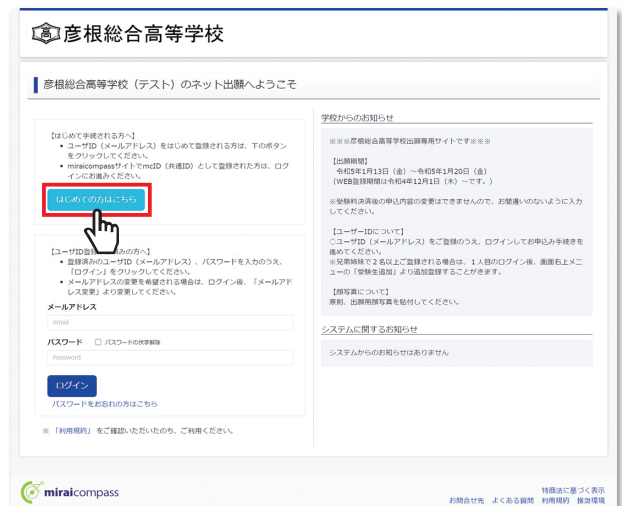 高 彦根総合高等学校
彦根総合高等学校（テスト）のネット出願へようこそ
【はじめて手続される方へ】
• ユーザID（メールアドレス）をはじめて登録される方は、下のボタン
をクリックしてください。
• miraicompassサイトでmcID（共通ID）として登録された方は、ログ
インにお進みください。
はじめての方はこちら
【ユーザID登録 済みの方へ】
• 登録済みのユーザID（メールアドレス）、パスワードを入力のうえ、
「ログイン」をクリックしてください。
• メールアドレスの変更を希望される場合は、ログイン後、「メールアド
レス変更」より変更してください。
メールアドレス
email
パスワード □ パスワードの伏字解除
Password
ログイン
パスワードをお忘れの方はこちら
※ 「利用規約」 をご確認いただいたのち、ご利用ください。
学校からのお知らせ
※※※彦根総合高等学校出願専用サイトです※※※
【出願期間】
令和5年1月13日（金）～令和5年1月20日（金）
（WEB登録期間は令和4年12月1日（木）～です。）
※受験料決済後の申込内容の変更はできませんので、お間違いのないように入力
してください。
【ユーザーIDについて】
○ユーザID（メールアドレス）をご登録のうえ、ログインしてお申込み手続きを
進めてください。
※兄弟姉妹で２名以上ご登録される場合は、１人目のログイン後、画面右上メニ
ューの「受験生追加」より追加登録することができます。
【顔写真について】
原則、出願用顔写真を貼付してください。
システムに関するお知らせ
システムからのお知らせはありません
miraicompass
特商法に基づく表示
お問合せ先 よくある質問 利用規約 推奨環境